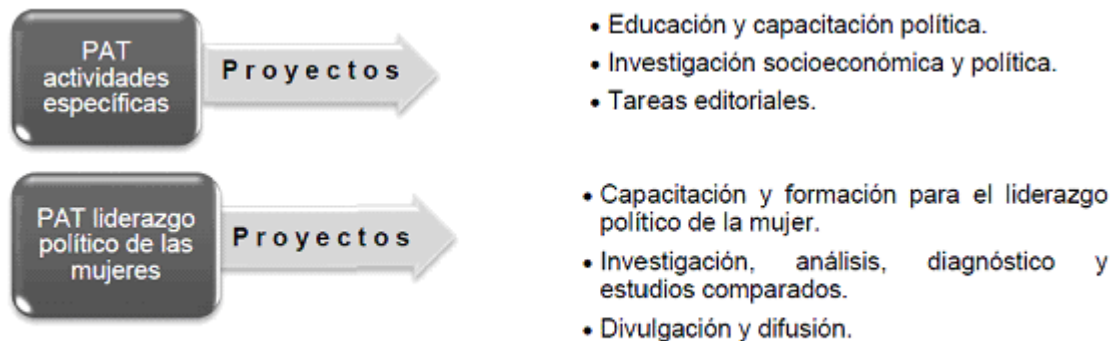 PAT
actividades
específicas
Proyectos
• Educación y capacitación política.
• Investigación socioeconómica y política.
• Tareas editoriales.
PAT liderazgo
político de las
mujeres
Proyectos
• Capacitación y formación para el liderazgo
político de la mujer.
• Investigación, análisis, diagnóstico y
estudios comparados.
• Divulgación y difusión.